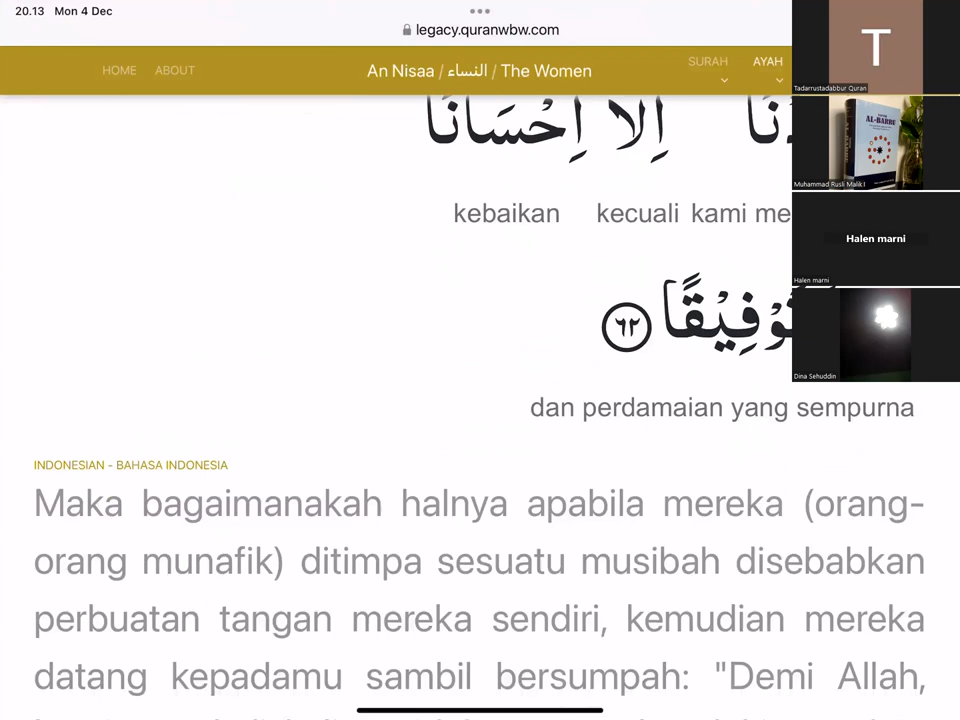 20.13 Mon 4 Dec
legacy.quranwbw.com
HOME ABOUT
An Nisaa / النساء / The Women
SURAH AYAH
إِلَّا إِحْسَانًا
kebaikan kecuali kami me
تَوْفِيْقًا ٦٢
dan perdamaian yang sempurna
INDONESIAN - BAHASA INDONESIA
Maka bagaimanakah halnya apabila mereka (orang-
orang munafik) ditimpa sesuatu musibah disebabkan
perbuatan tangan mereka sendiri, kemudian mereka
datang kepadamu sambil bersumpah: "Demi Allah,
T
Tadarrustadabbur Quran
AL-BARRU
Muhammad Rusli Malik
Halen marni
Halen marni
Dina Sehuddin